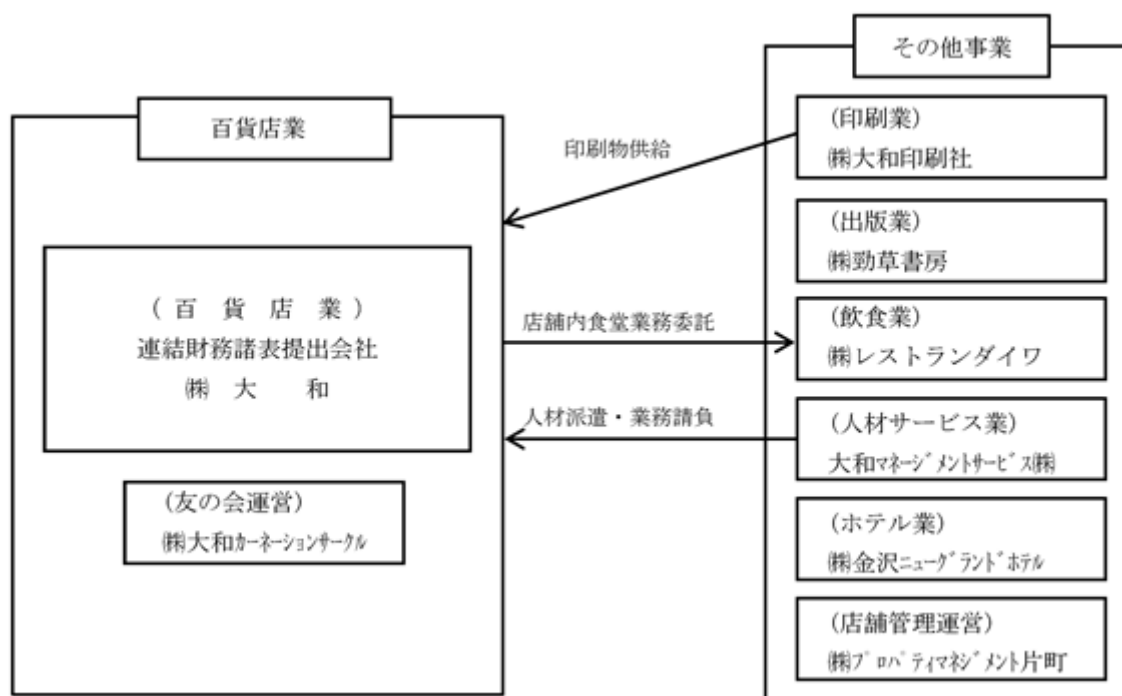 その他事業
百貨店業
(印刷業)
㈱大和印刷社
印刷物供給
(出版業)
㈱勁草書房
(百貨店業)
連結財務諸表提出会社
㈱大　　和
店舗内食堂業務委託
(飲食業)
㈱レストランダイワ
人材派遣・業務請負
(人材サービス業)
大和ﾏﾈｰｼﾞﾒﾝﾄｻｰﾋﾞｽ㈱
(友の会運営)
㈱大和ｶｰﾈｰｼｮﾝｻｰｸﾙ
(ホテル業)
㈱金沢ﾆｭｰｸﾞﾗﾝﾄﾞﾎﾃﾙ
(店舗管理運営)
㈱ﾌﾟﾛﾊﾟﾃｨﾏﾈｼﾞﾒﾝﾄ片町